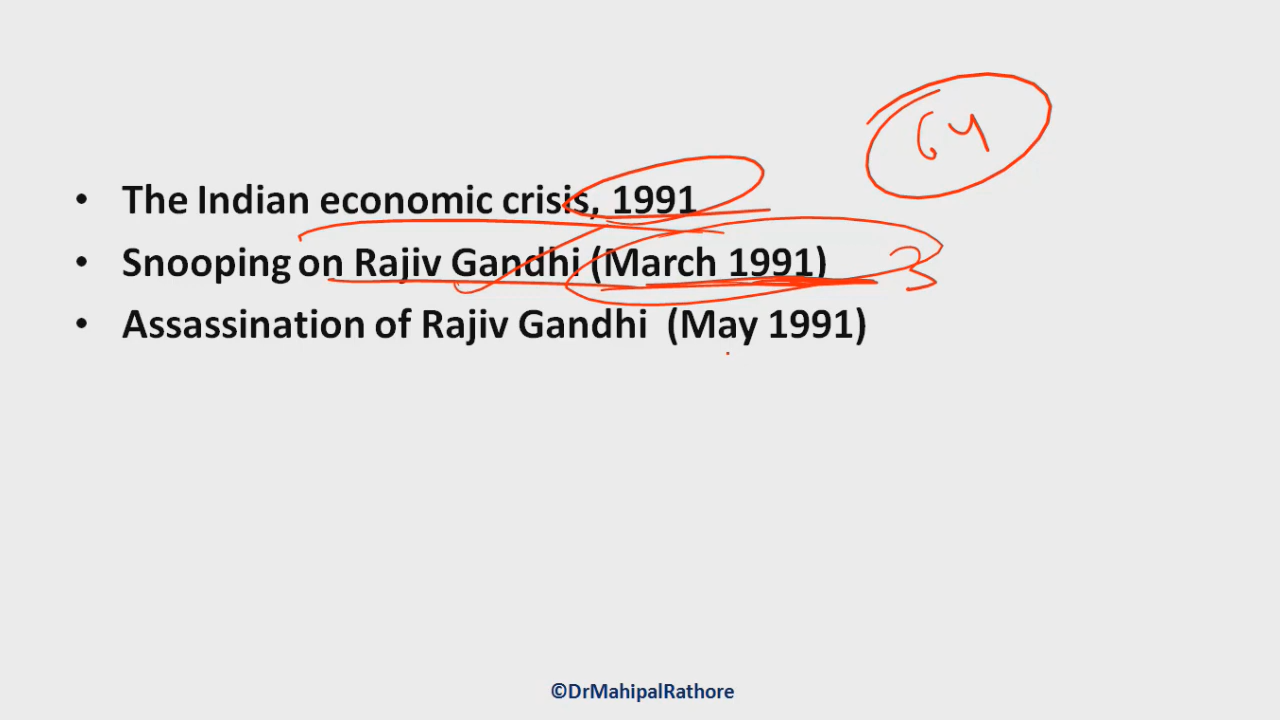 64
• The Indian economic crisis, 1991
• Snooping on Rajiv Gandhi (March 1991) 3
• Assassination of Rajiv Gandhi (May 1991)
©DrMahipalRathore